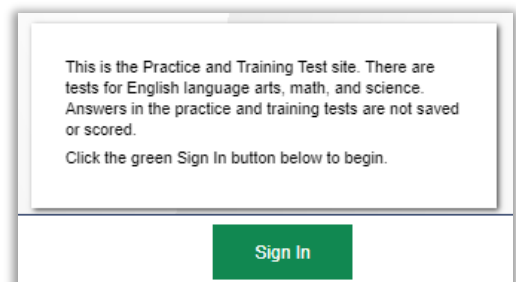 This is the Practice and Training Test site. There are
tests for English language arts, math, and science.
Answers in the practice and training tests are not saved
or scored.
Click the green Sign In button below to begin.
Sign In